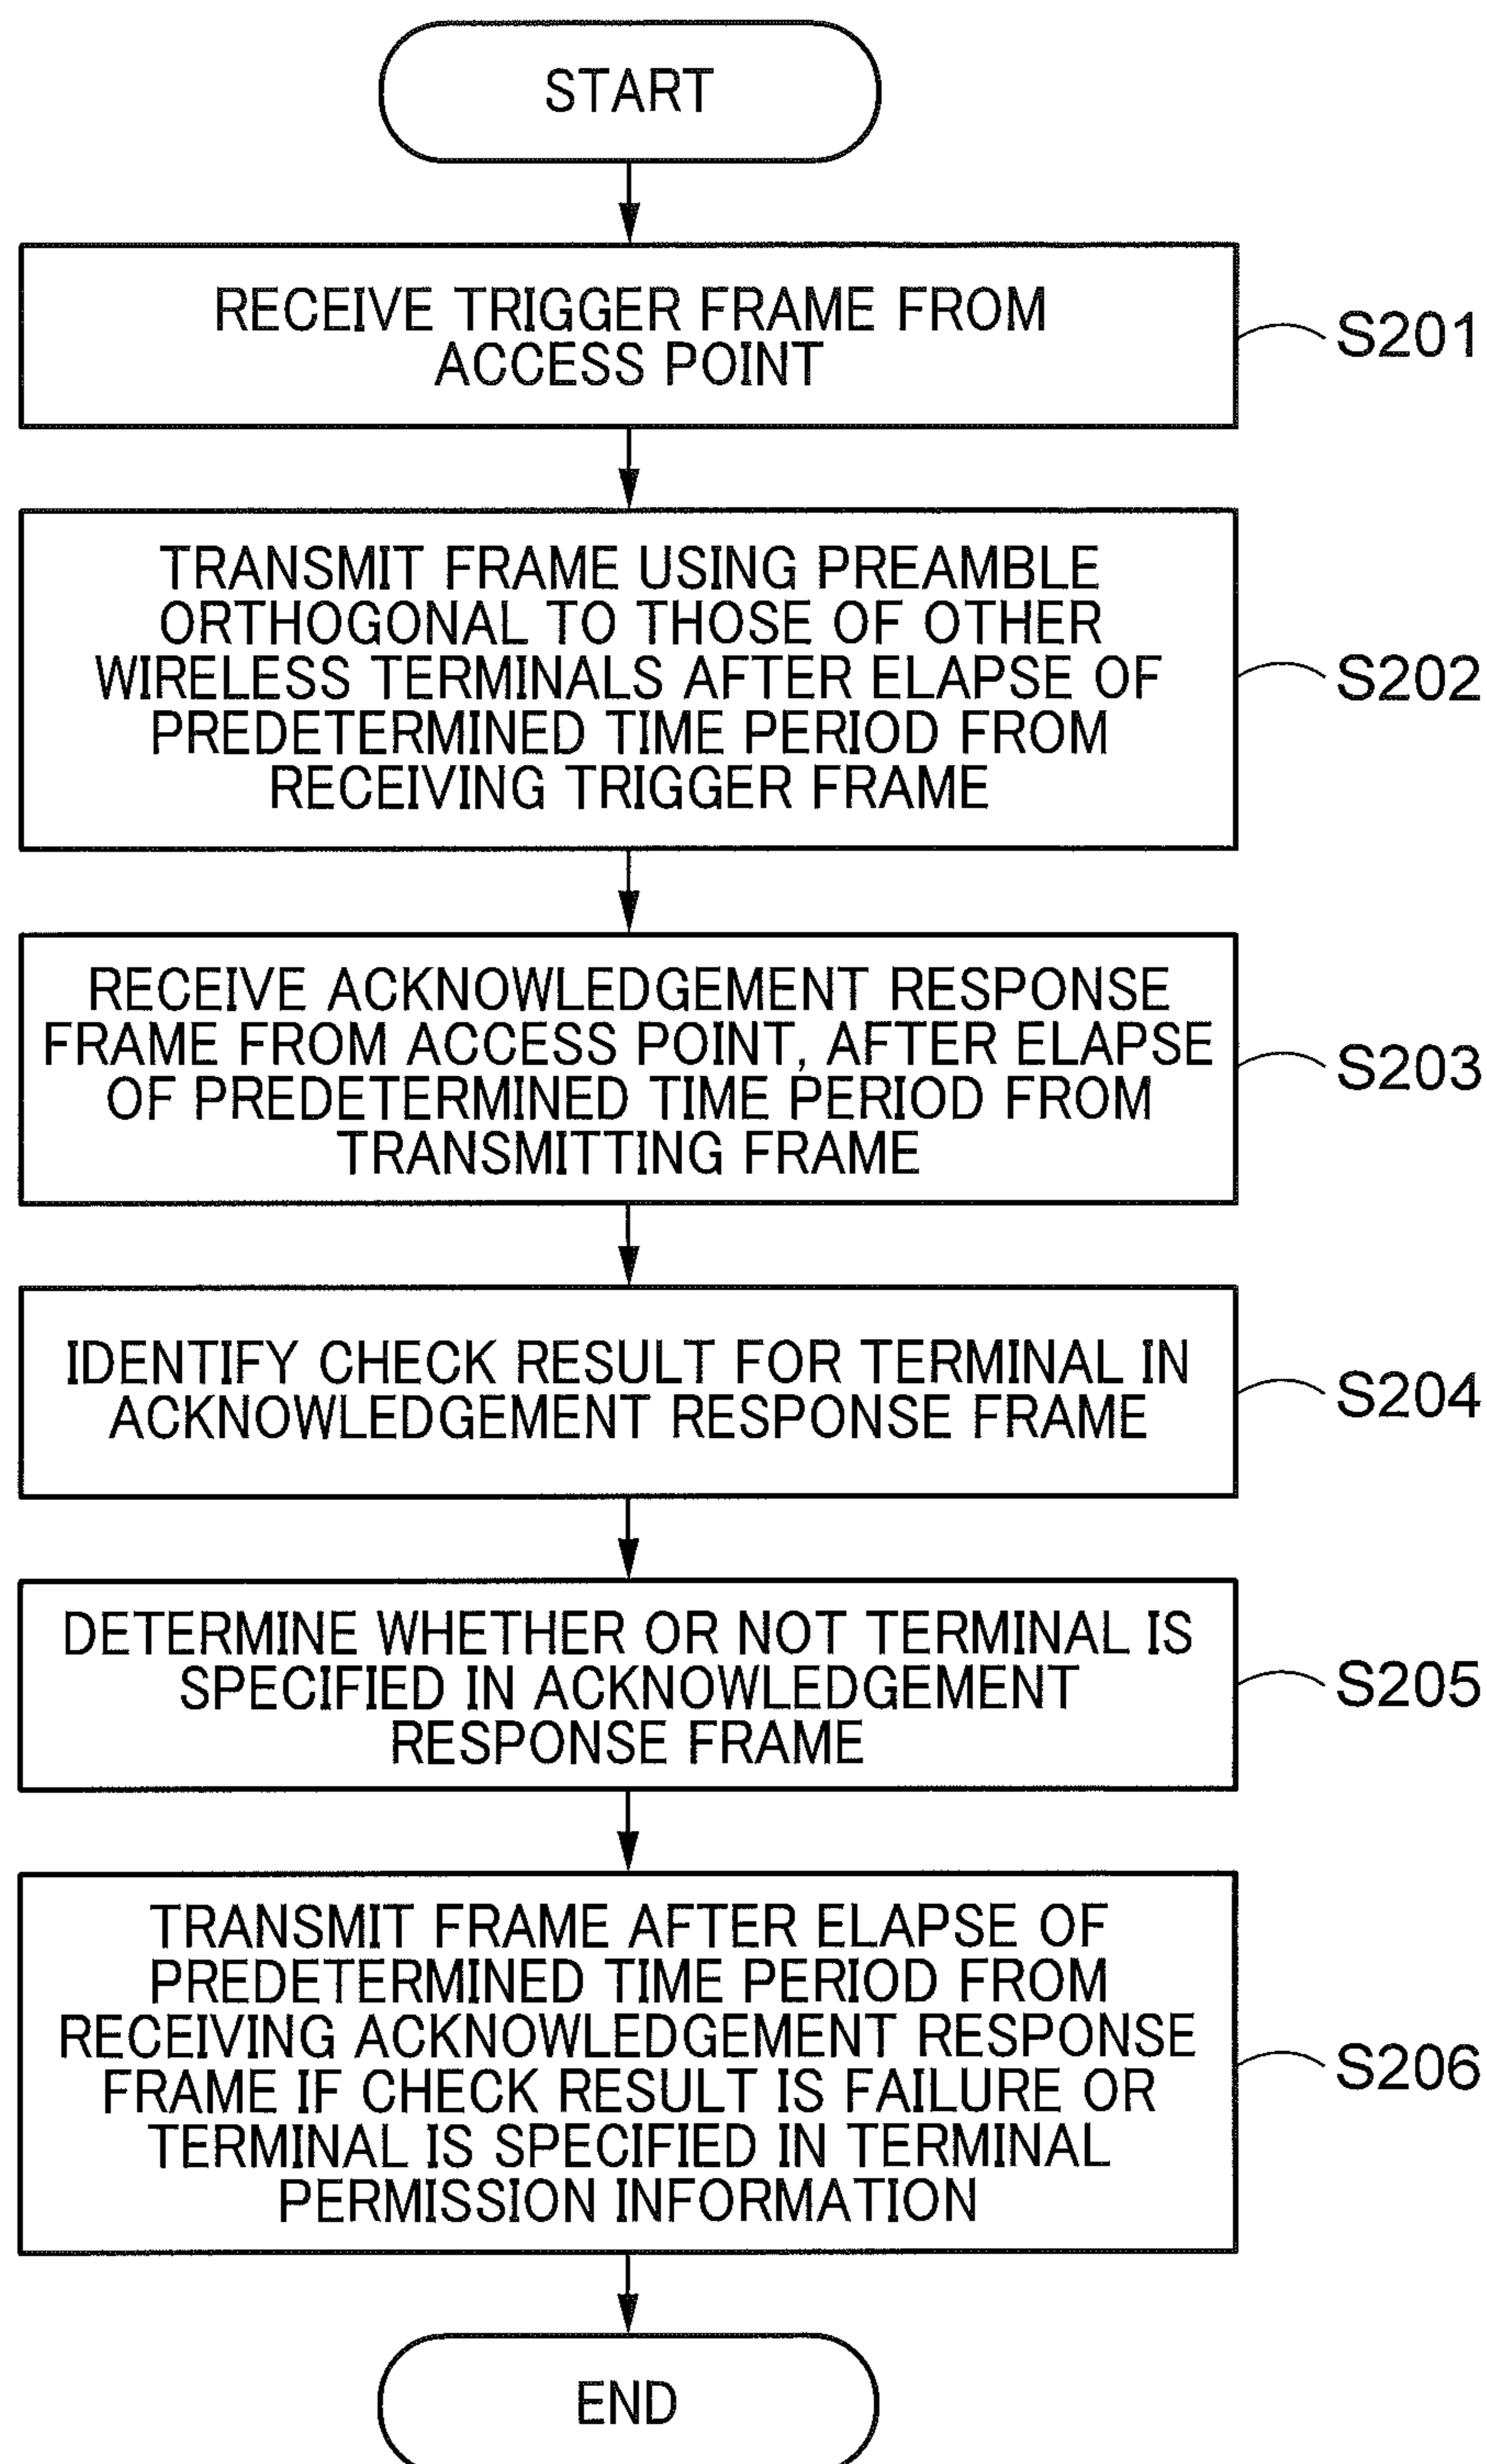 START
RECEIVE TRIGGER FRAME FROM
ACCESS POINT
S201
TRANSMIT FRAME USING PREAMBLE
ORTHOGONAL TO THOSE OF OTHER
WIRELESS TERMINALS AFTER ELAPSE OF
PREDETERMINED TIME PERIOD FROM
RECEIVING TRIGGER FRAME
S202
RECEIVE ACKNOWLEDGEMENT RESPONSE
FRAME FROM ACCESS POINT, AFTER ELAPSE
OF PREDETERMINED TIME PERIOD FROM
TRANSMITTING FRAME
S203
IDENTIFY CHECK RESULT FOR TERMINAL IN
ACKNOWLEDGEMENT RESPONSE FRAME
S204
DETERMINE WHETHER OR NOT TERMINAL IS
SPECIFIED IN ACKNOWLEDGEMENT
RESPONSE FRAME
S205
TRANSMIT FRAME AFTER ELAPSE OF
PREDETERMINED TIME PERIOD FROM
RECEIVING ACKNOWLEDGEMENT RESPONSE
FRAME IF CHECK RESULT IS FAILURE OR
TERMINAL IS SPECIFIED IN TERMINAL
PERMISSION INFORMATION
S206
END